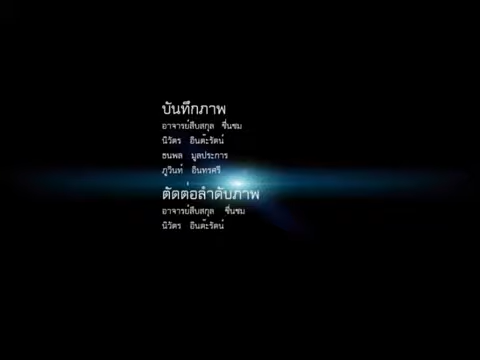 บันทึกภาพ
อาจารย์สืบสกุล ชื่นชม
นิวัตร อินต๊ะรัตน์
ธนพล มูลประการ
ภูวินท์ อินทรศรี
ตัดต่อลำดับภาพ
อาจารย์สืบสกุล ชื่นชม
นิวัตร อินต๊ะรัตน์